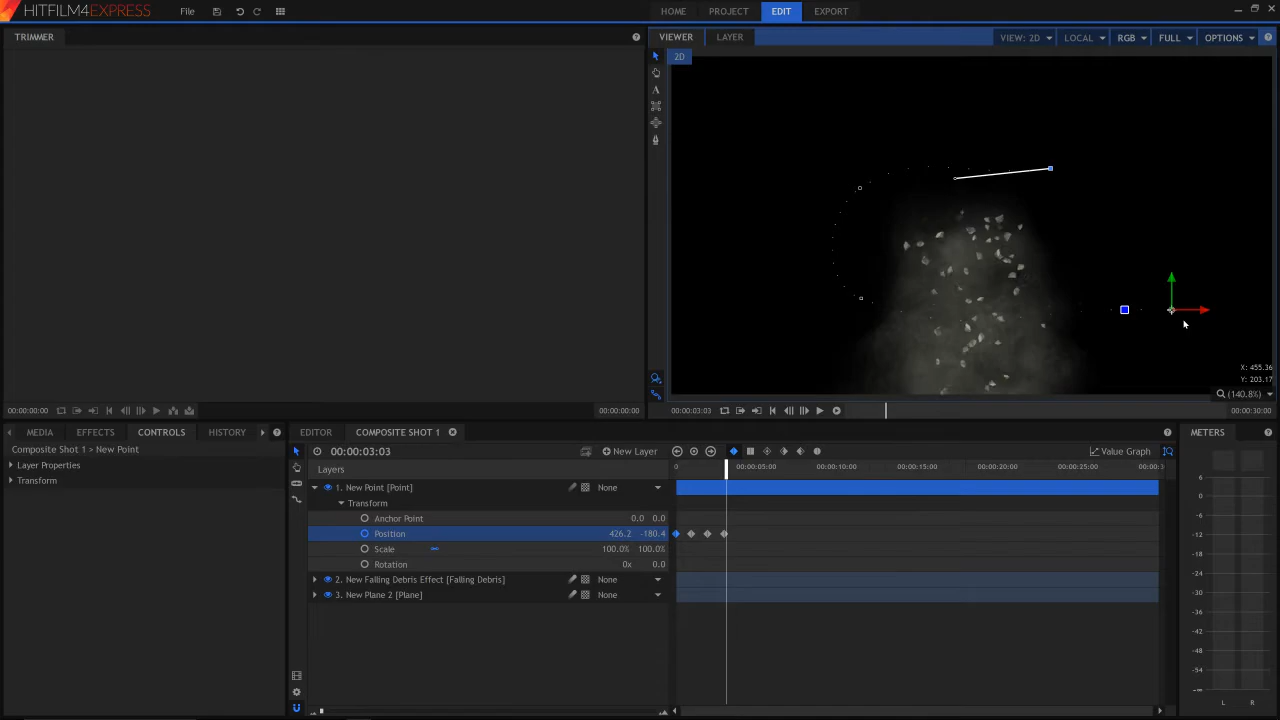 HITFILM4EXPRESS File HOME PROJECT EDIT EXPORT
TRIMMER VIEWER LAYER VIEW: 2D LOCAL RGB FULL OPTIONS
2D
A
X: 455.36
Y: 203.17
(140.8%)
00:00:00:00 00:00:00:00 00:00:03:03 00:00:30:00
MEDIA EFFECTS CONTROLS HISTORY EDITOR COMPOSITE SHOT 1 METERS
Composite Shot 1 > New Point 00:00:03:03 New Layer Value Graph
Layer Properties Layers 0 00:00:05:00 00:00:10:00 00:00:15:00 00:00:20:00 00:00:25:00 00:00:3
Transform
1. New Point [Point] None
Transform
Anchor Point 0.0 0.0
Position 426.2 -180.4
Scale 100.0% 100.0%
Rotation 0x 0.0
2. New Falling Debris Effect [Falling Debris] None
3. New Plane 2 [Plane] None
6
0
-6
-12
-18
-24
-30
-36
-42
-48
-54
-∞
L R